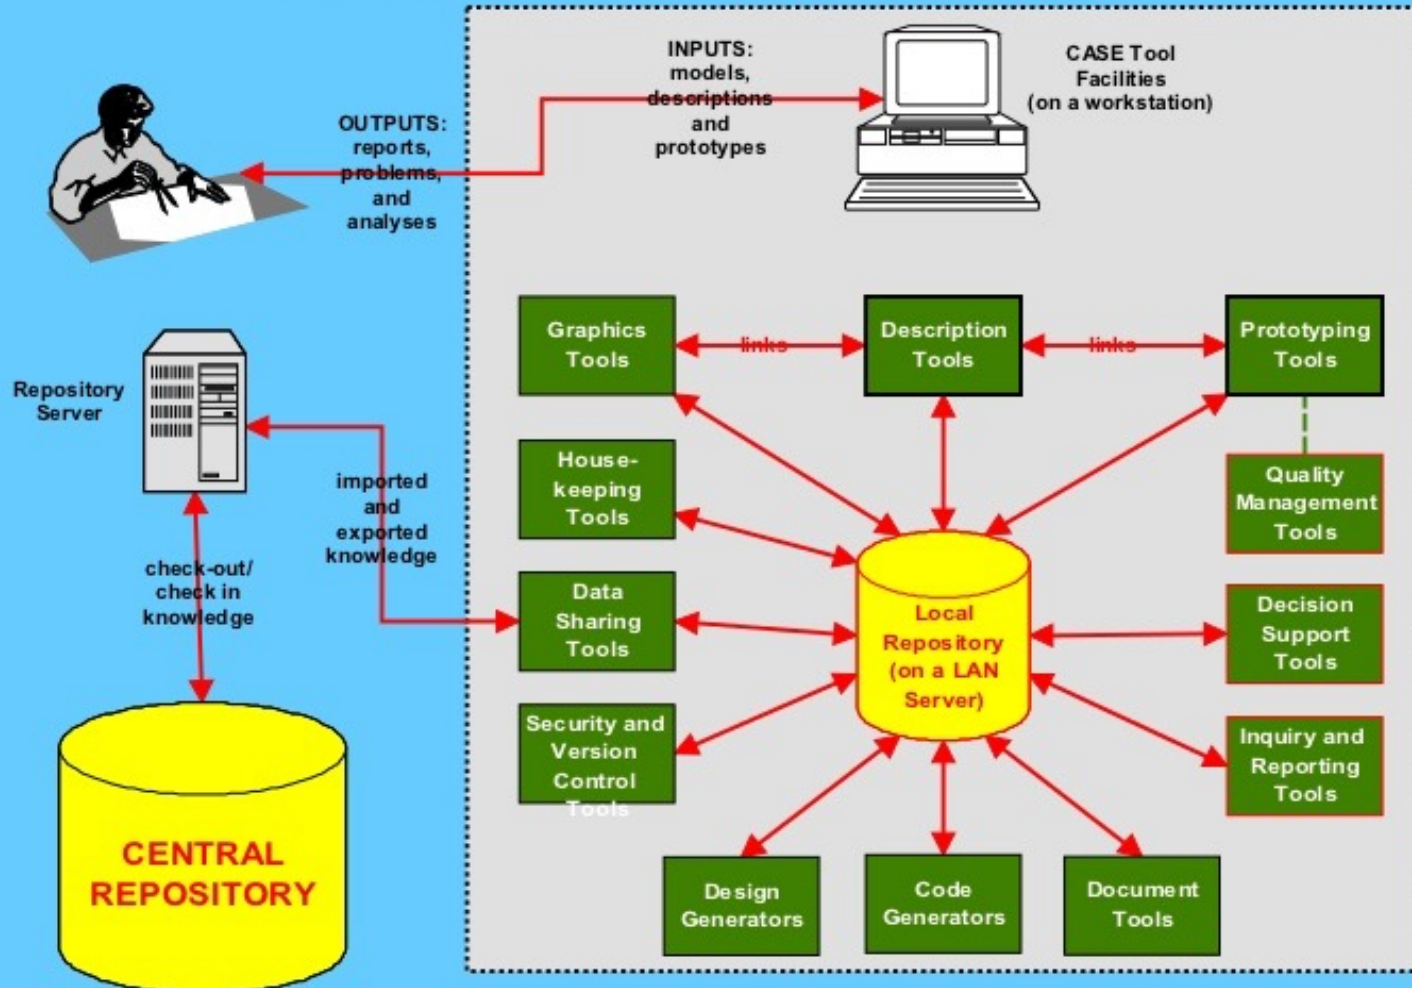 INPUTS:
models,
descriptions
and
prototypes
CASE Tool
Facilities
(on a workstation)
OUTPUTS:
reports,
problems,
and
analyses
Graphics
Tools
links
Description
Tools
links
Prototyping
Tools
Repository
Server
House-
keeping
Tools
Quality
Management
Tools
imported
and
exported
knowledge
check-out/
check in
knowledge
Data
Sharing
Tools
Local
Repository
(on a LAN
Server)
Decision
Support
Tools
Security and
Version
Control
Tools
Inquiry and
Reporting
Tools
CENTRAL
REPOSITORY
Design
Generators
Code
Generators
Document
Tools